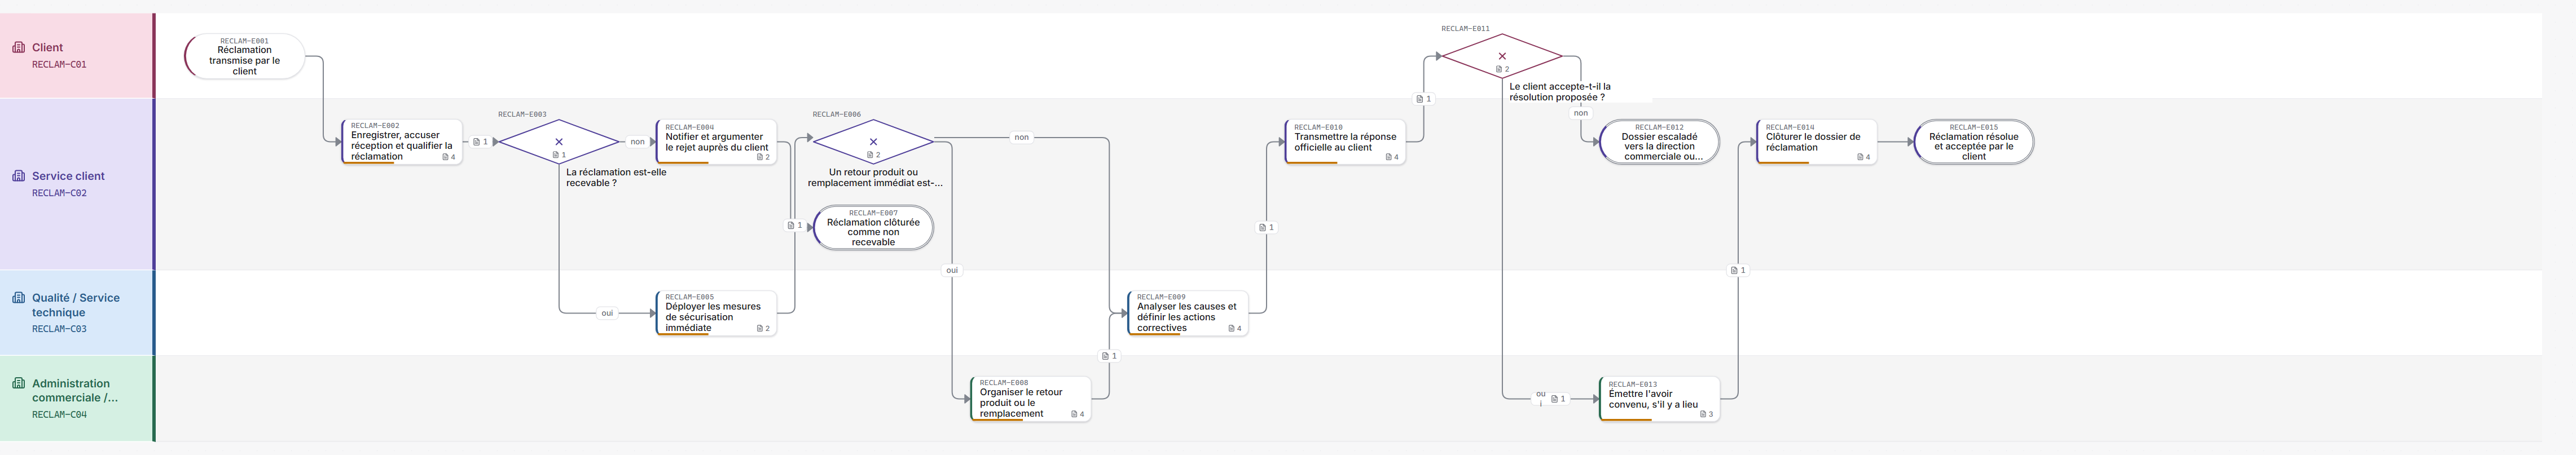 Client
RECLAM-C01
RECLAM-E001
Réclamation
transmise par le
client
RECLAM-E011
2
Le client accepte-t-il la
résolution proposée ?
1
non
Service client
RECLAM-C02
RECLAM-E002
Enregistrer, accuser
réception et qualifier la
réclamation
4
1
RECLAM-E003
1
La réclamation est-elle
recevable ?
non
RECLAM-E004
Notifier et argumenter
le rejet auprès du client
2
RECLAM-E006
2
Un retour produit ou
remplacement immédiat est-...
non
1
RECLAM-E007
Réclamation clôturée
comme non
recevable
oui
RECLAM-E010
Transmettre la réponse
officielle au client
4
1
RECLAM-E012
Dossier escaladé
vers la direction
commerciale ou...
RECLAM-E014
Clôturer le dossier de
réclamation
4
1
RECLAM-E015
Réclamation résolue
et acceptée par le
client
Qualité / Service
technique
RECLAM-C03
oui
RECLAM-E005
Déployer les mesures
de sécurisation
immédiate
2
RECLAM-E009
Analyser les causes et
définir les actions
correctives
4
1
Administration
commerciale /...
RECLAM-C04
RECLAM-E008
Organiser le retour
produit ou le
remplacement
4
ou
i
1
RECLAM-E013
Émettre l'avoir
convenu, s'il y a lieu
3